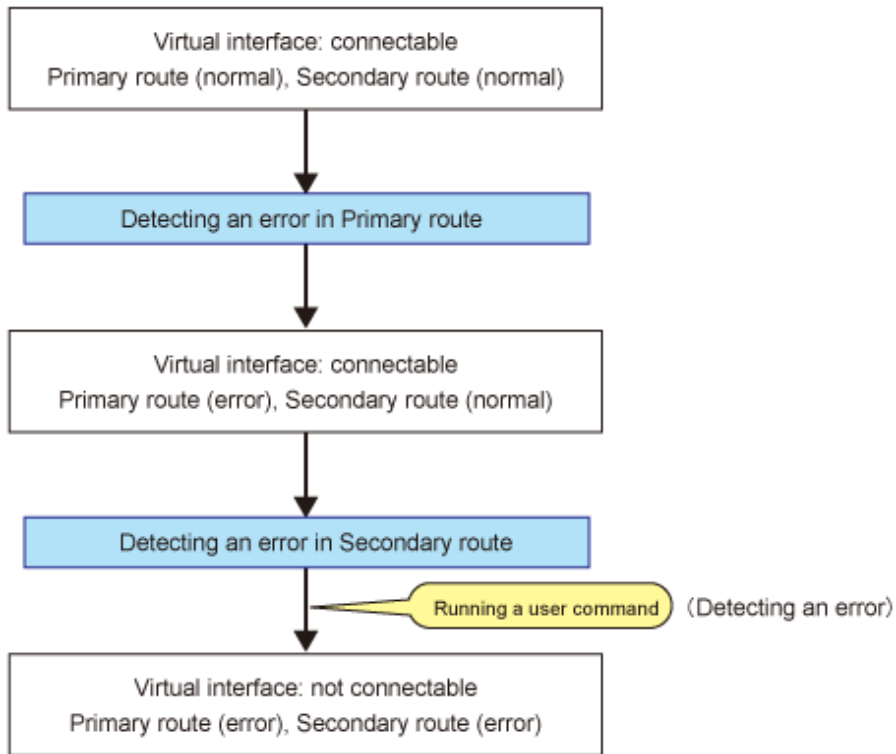 Virtual interface: connectable
Primary route (normal), Secondary route (normal)
Detecting an error in Primary route
Virtual interface: connectable
Primary route (error), Secondary route (normal)
Detecting an error in Secondary route
Running a user command (Detecting an error)
Virtual interface: not connectable
Primary route (error), Secondary route (error)